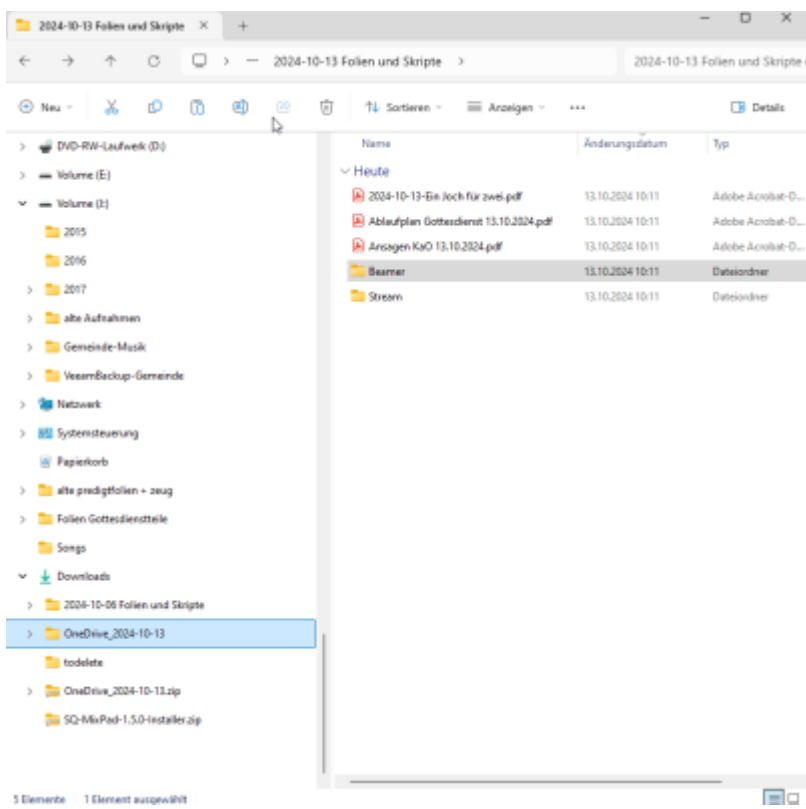 2024-10-13 Folien und Skripte
2024-10-13 Folien und Skripte
2024-10-13 Folien und Skripte
Neu
Sortieren
Anzeigen
Details
DVD-RW-Laufwerk (D:)
Volume (E:)
Volume (I:)
2015
2016
2017
alte Aufnahmen
Gemeinde-Musik
VeeamBackup-Gemeinde
Netzwerk
Systemsteuerung
Papierkorb
alte predigtfolien + zeug
Folien Gottesdienstteile
Songs
Downloads
2024-10-06 Folien und Skripte
OneDrive_2024-10-13
todelete
OneDrive_2024-10-13.zip
SQ-MixPad-1.5.0-Installer.zip
Name Änderungsdatum Typ
Heute
2024-10-13-Ein Joch für zwei.pdf 13.10.2024 10:11 Adobe Acrobat-D...
Ablaufplan Gottesdienst 13.10.2024.pdf 13.10.2024 10:11 Adobe Acrobat-D...
Ansagen KaO 13.10.2024.pdf 13.10.2024 10:11 Adobe Acrobat-D...
Beamer 13.10.2024 10:11 Dateiordner
Stream 13.10.2024 10:11 Dateiordner
5 Elemente 1 Element ausgewählt